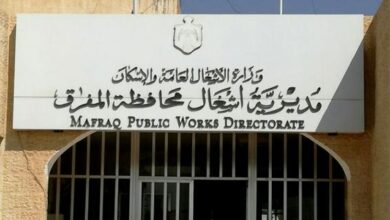 وزارة الأشغال العامة والإسكان
مديرية أشغال محافظة المفرق
MAFRAQ PUBLIC WORKS DIRECTORATE